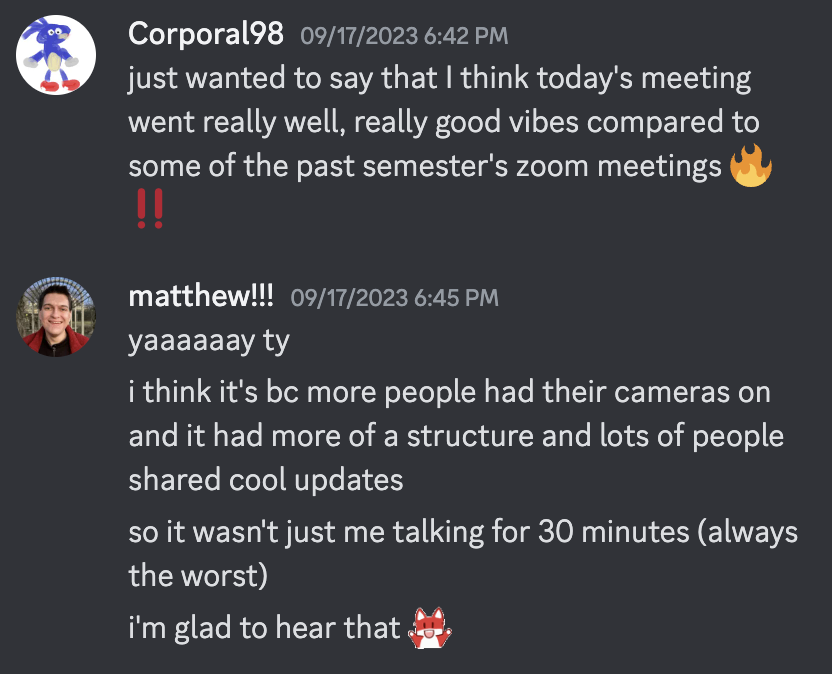 Corporal98 09/17/2023 6:42 PM
just wanted to say that I think today's meeting
went really well, really good vibes compared to
some of the past semester's zoom meetings 🔥
‼️
matthew!!! 09/17/2023 6:45 PM
yaaaaaay ty
i think it's bc more people had their cameras on
and it had more of a structure and lots of people
shared cool updates
so it wasn't just me talking for 30 minutes (always
the worst)
i'm glad to hear that